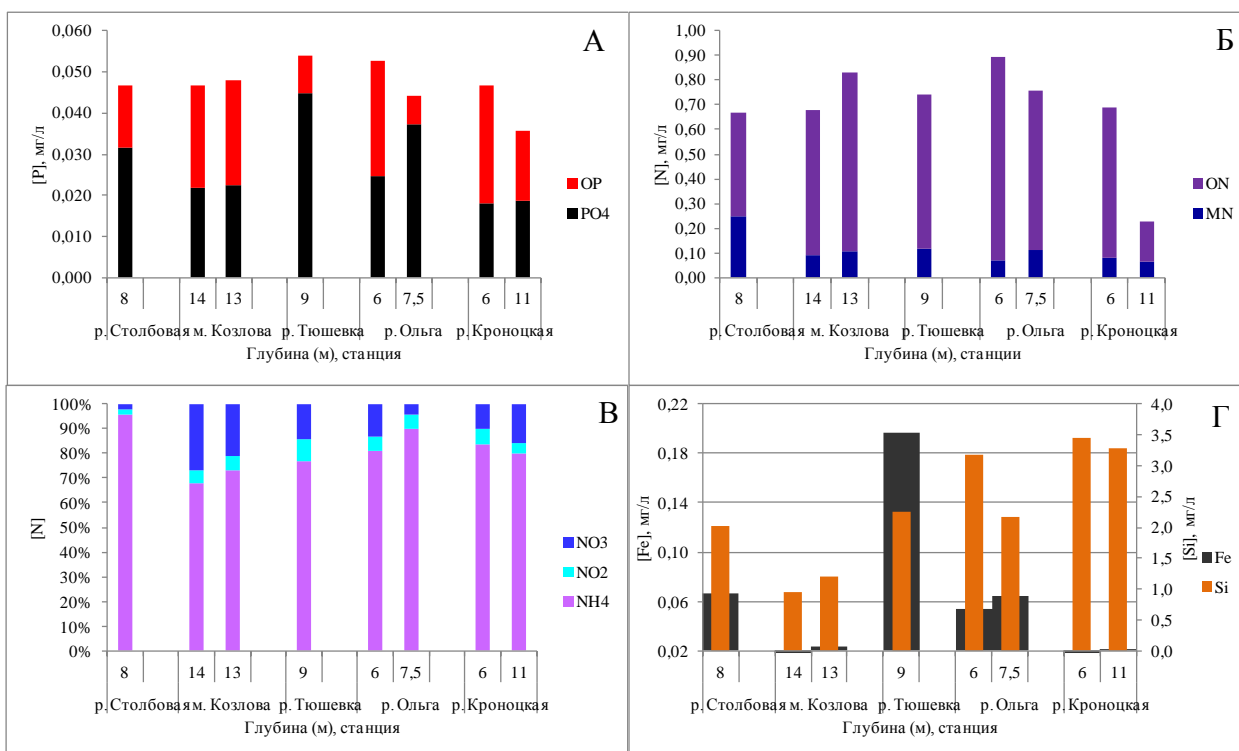 А
[P], мг/л
0,060
0,050
0,040
0,030
0,020
0,010
0,000
OP
PO4
8 14 13 9 6 7,5 6 11
р. Столбовая м. Козлова р. Тюшевка р. Ольга р. Кроноцкая
Глубина (м), станция
Б
[N], мг/л
1,00
0,90
0,80
0,70
0,60
0,50
0,40
0,30
0,20
0,10
0,00
ON
MN
8 14 13 9 6 7,5 6 11
р. Столбовая м. Козлова р. Тюшевка р. Ольга р. Кроноцкая
Глубина (м), станции
В
[N]
100%
90%
80%
70%
60%
50%
40%
30%
20%
10%
0%
NO3
NO2
NH4
8 14 13 9 6 7,5 6 11
р. Столбовая м. Козлова р. Тюшевка р. Ольга р. Кроноцкая
Глубина (м), станция
Г
[Fe], мг/л
0,22
0,18
0,14
0,10
0,06
0,02
4,0
3,5
3,0
2,5
2,0
1,5
1,0
0,5
0,0
[Si], мг/л
Fe
Si
8 14 13 9 6 7,5 6 11
р. Столбовая м. Козлова р. Тюшевка р. Ольга р. Кроноцкая
Глубина (м), станция